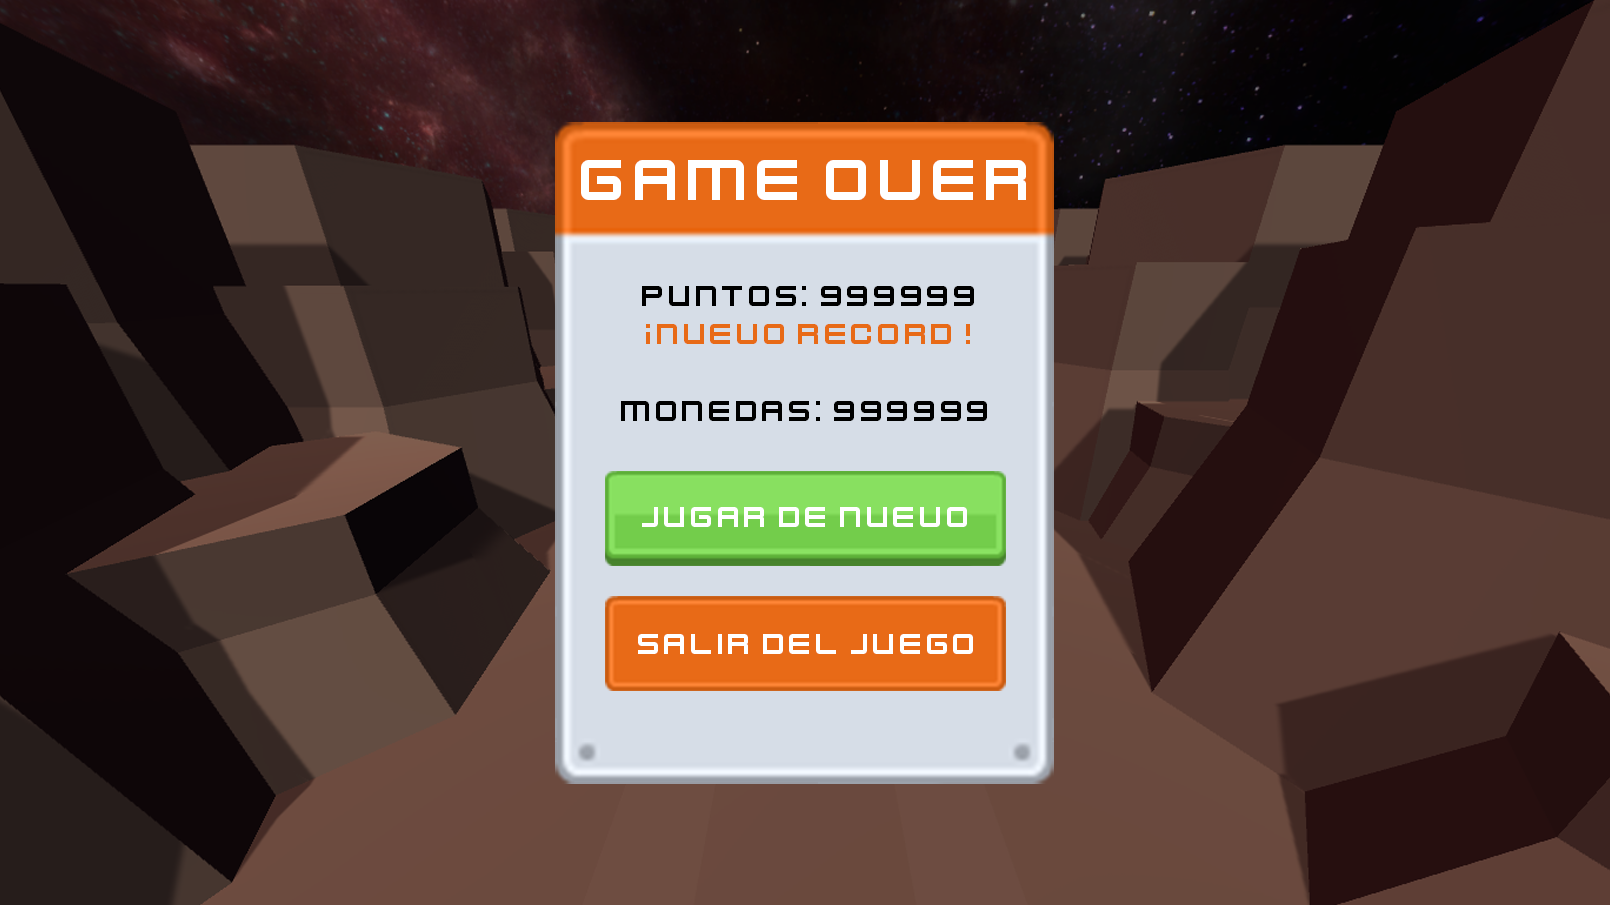 GAME OVER
PUNTOS: 999999
¡NUEVO RECORD !
MONEDAS: 999999
JUGAR DE NUEVO
SALIR DEL JUEGO